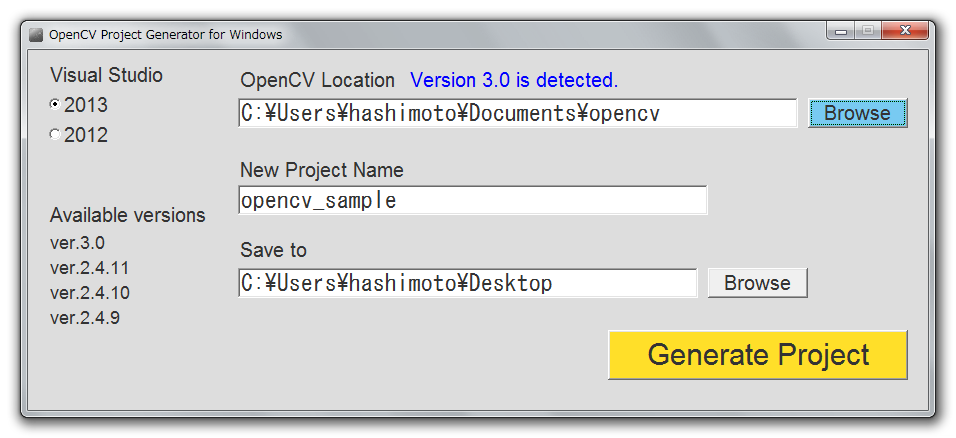 OpenCV Project Generator for Windows
Visual Studio
2013
2012
Available versions
ver.3.0
ver.2.4.11
ver.2.4.10
ver.2.4.9
OpenCV Location Version 3.0 is detected.
C:¥Users¥hashimoto¥Documents¥opencv Browse
New Project Name
opencv_sample
Save to
C:¥Users¥hashimoto¥Desktop Browse
Generate Project